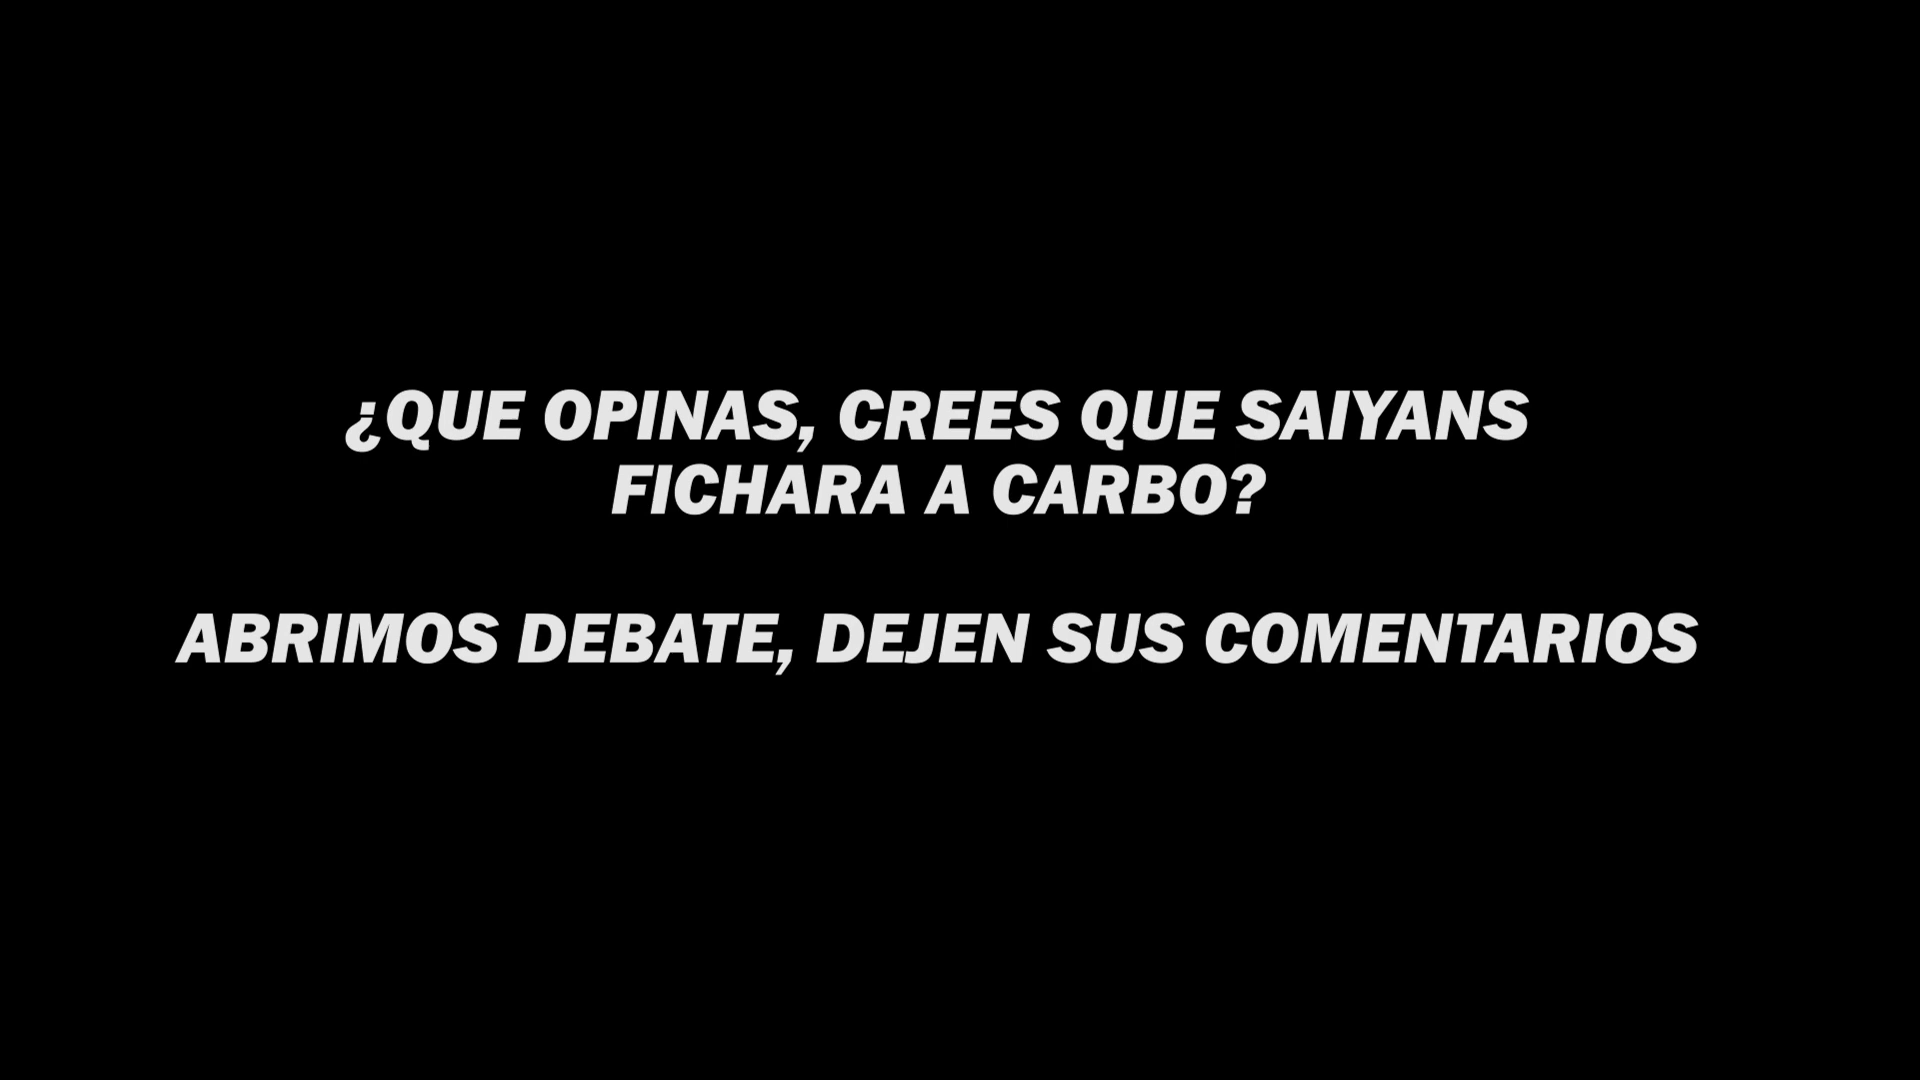 ¿QUE OPINAS, CREES QUE SAIYANS
FICHARA A CARBO?
ABRIMOS DEBATE, DEJEN SUS COMENTARIOS